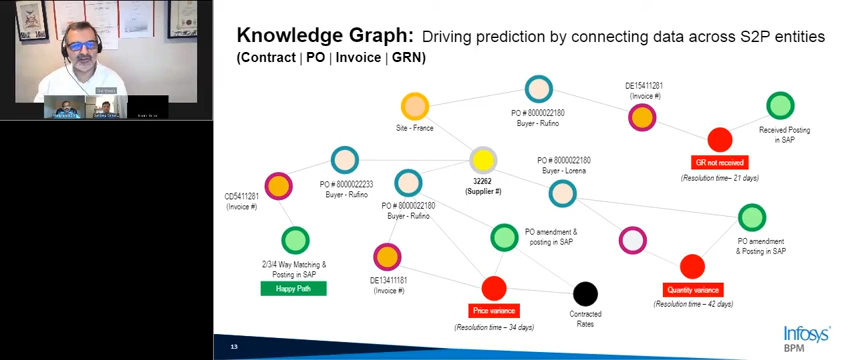 Knowledge Graph: Driving prediction by connecting data across S2P entities
(Contract | PO | Invoice | GRN)
DE15411281
(Invoice #)
PO # 8000022180
Buyer - Rufino
Received Posting
in SAP
Site - France
GR not received
(Resolution time– 21 days)
PO # 8000022180
Buyer - Lorena
32262
(Supplier #)
PO # 8000022233
Buyer - Rufino
CD5411281
(Invoice #)
PO # 8000022180
Buyer - Rufino
PO amendment &
posting in SAP
PO amendment
& Posting in SAP
2/3/4 Way Matching &
Posting in SAP
Happy Path
DE13411181
(Invoice #)
Quantity variance
(Resolution time – 42 days)
Price variance
(Resolution time – 34 days)
Contracted
Rates
13
Infosys
BPM